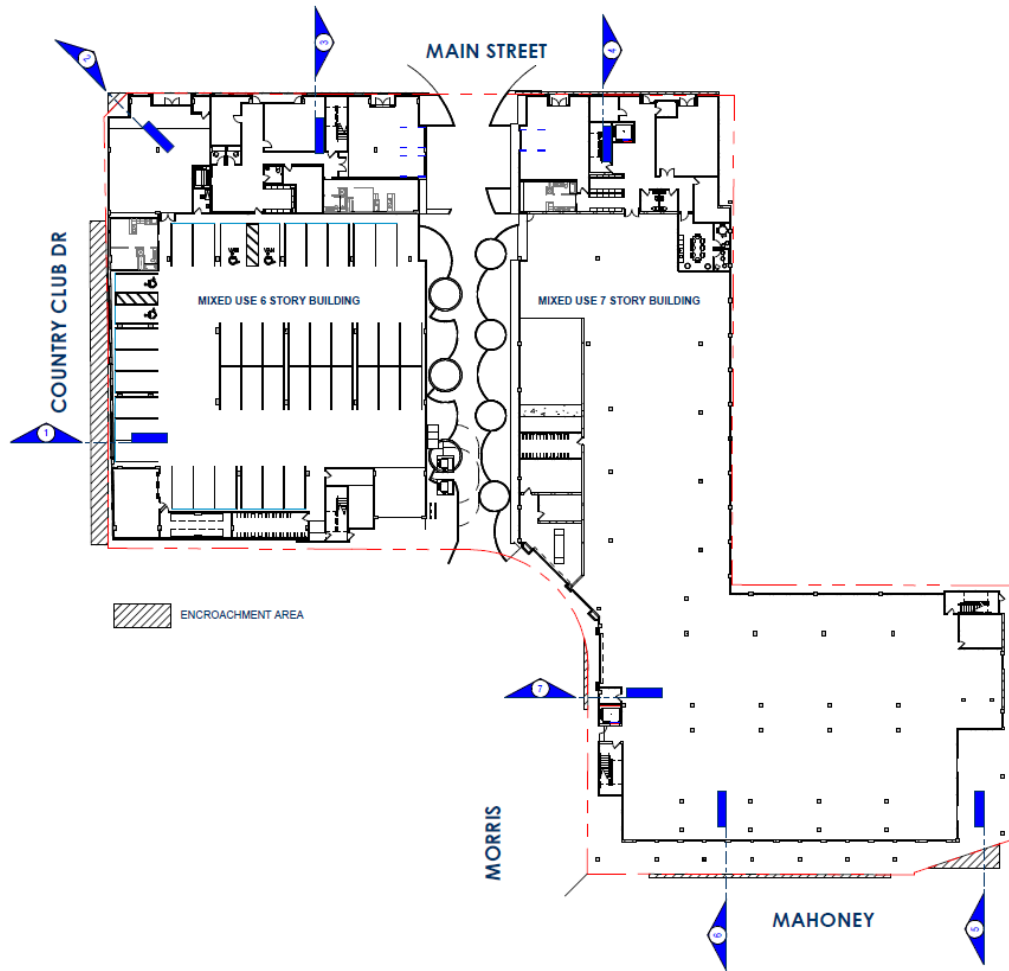 MAIN STREET
2
3
4
COUNTRY CLUB DR
MIXED USE 6 STORY BUILDING
MIXED USE 7 STORY BUILDING
1
ENCROACHMENT AREA
7
MORRIS
MAHONEY
6
5